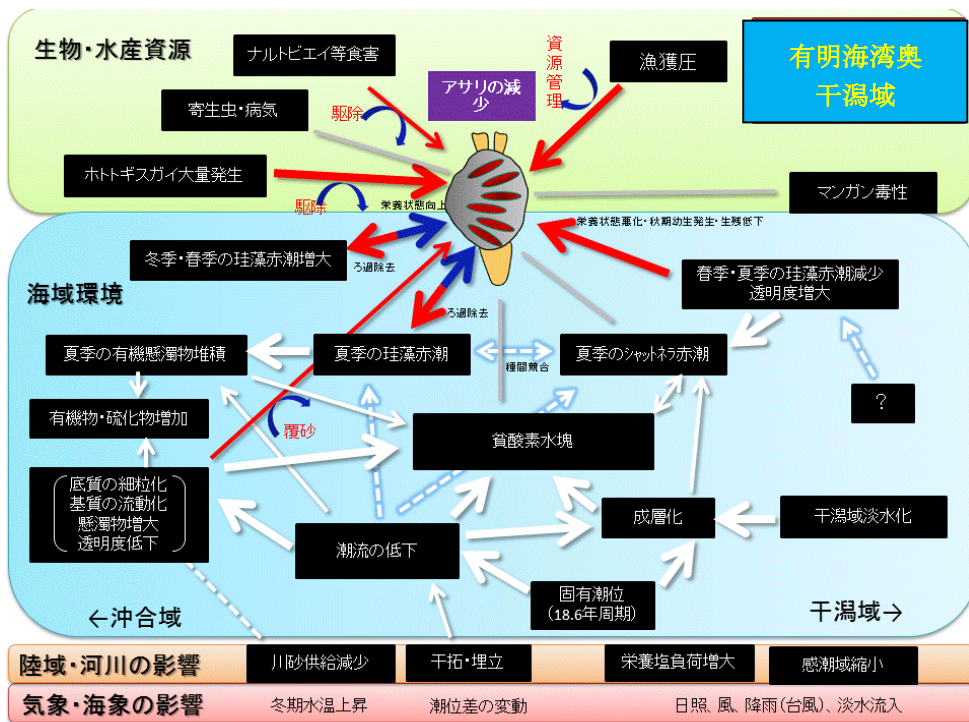 生物・水産資源
ナルトビエイ等食害
アサリの減
少
資源管理
漁獲圧
有明海湾奥
干潟域
寄生虫・病気
駆除
ホトトギスガイ大量発生
駆除
栄養状態向上
マンガン毒性
栄養状態悪化・秋期幼生発生・生残低下
冬季・春季の珪藻赤潮増大
ろ過除去
海域環境
春季・夏季の珪藻赤潮減少
透明度増大
ろ過除去
夏季の有機懸濁物堆積
夏季の珪藻赤潮
種間競合
夏季のシャットネラ赤潮
有機物・硫化物増加
覆砂
貧酸素水塊
?
底質の細粒化
基質の流動化
懸濁物増大
透明度低下
潮流の低下
成層化
干潟域淡水化
固有潮位
(18.6年周期)
←沖合域
干潟域→
陸域・河川の影響
川砂供給減少
干拓・埋立
栄養塩負荷増大
感潮域縮小
気象・海象の影響
冬期水温上昇
潮位差の変動
日照、風、降雨(台風)、淡水流入